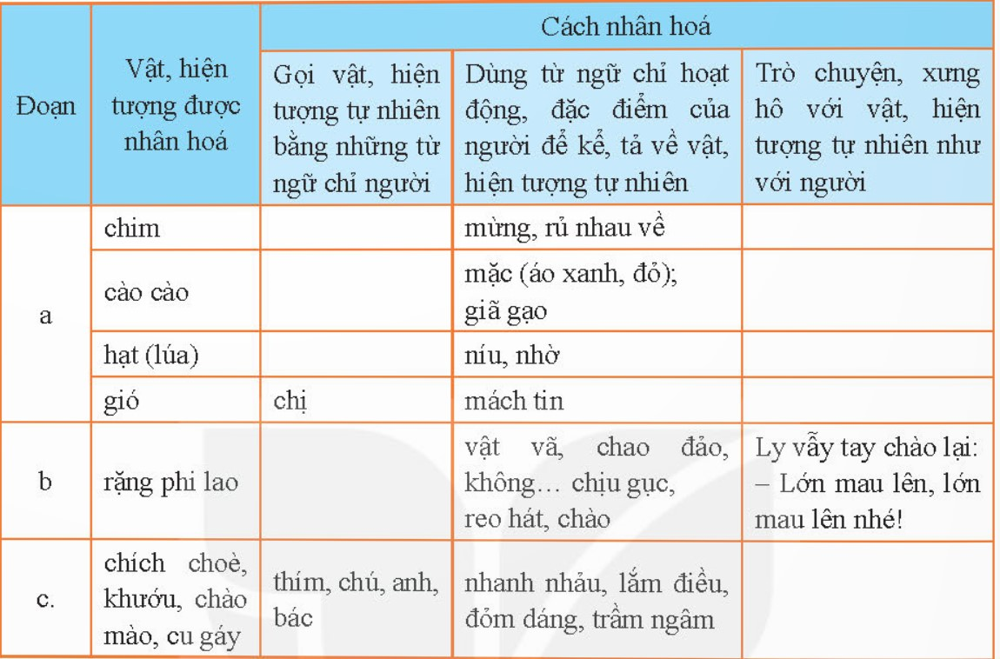 Cách nhân hoá
Đoạn
Vật, hiện
tượng được
nhân hoá
Gọi vật, hiện
tượng tự nhiên
bằng những từ
ngữ chỉ người
Dùng từ ngữ chỉ hoạt
động, đặc điểm của
người để kể, tả về vật,
hiện tượng tự nhiên
Trò chuyện, xưng
hô với vật, hiện
tượng tự nhiên như
với người
a
chim
mừng, rủ nhau về
cào cào
mặc (áo xanh, đỏ);
giã gạo
hạt (lúa)
níu, nhờ
gió
chị
mách tin
b
rặng phi lao
vật vã, chao đảo,
không... chịu gục,
reo hát, chào
Ly vẫy tay chào lại:
– Lớn mau lên, lớn
mau lên nhé!
c.
chích choè,
khướu, chào
mào, cu gáy
thím, chú, anh,
bác
nhanh nhảu, lắm điều,
đỏm dáng, trầm ngâm